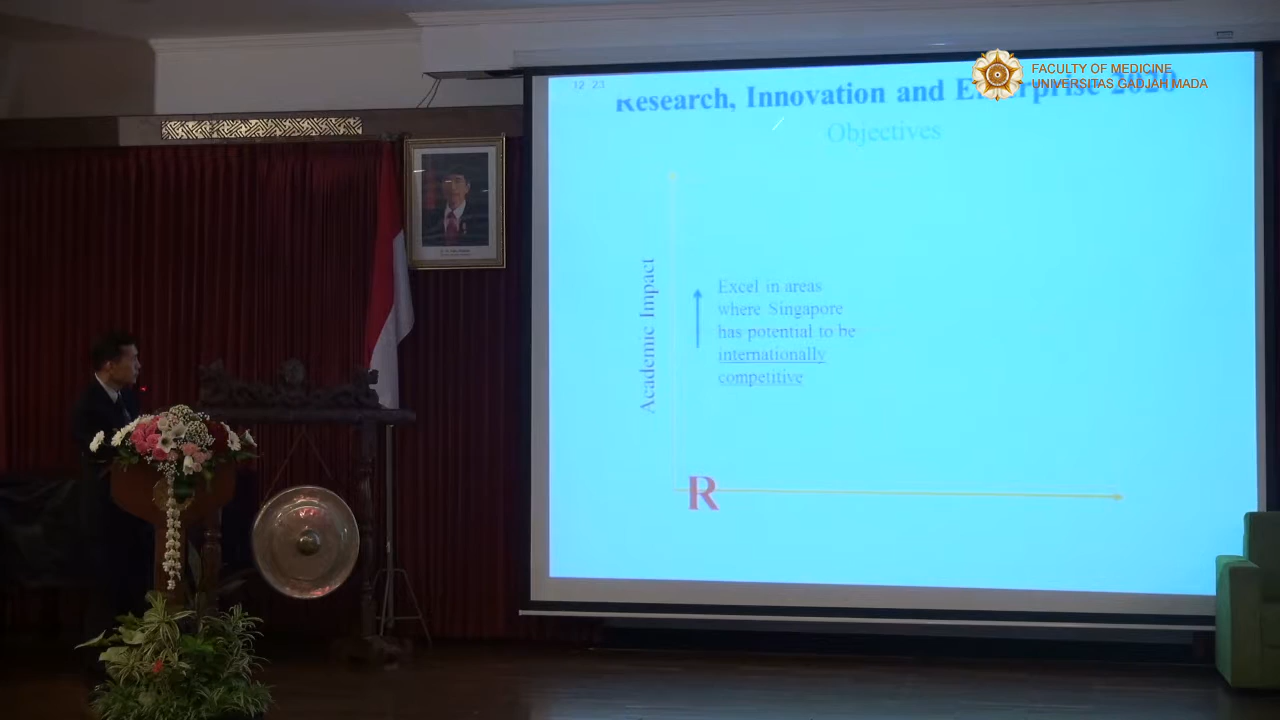 FACULTY OF MEDICINE
UNIVERSITAS GADJAH MADA
12 23
Research, Innovation and Enterprise 2020
Objectives
Academic Impact
Excel in areas
where Singapore
has potential to be
internationally
competitive
R